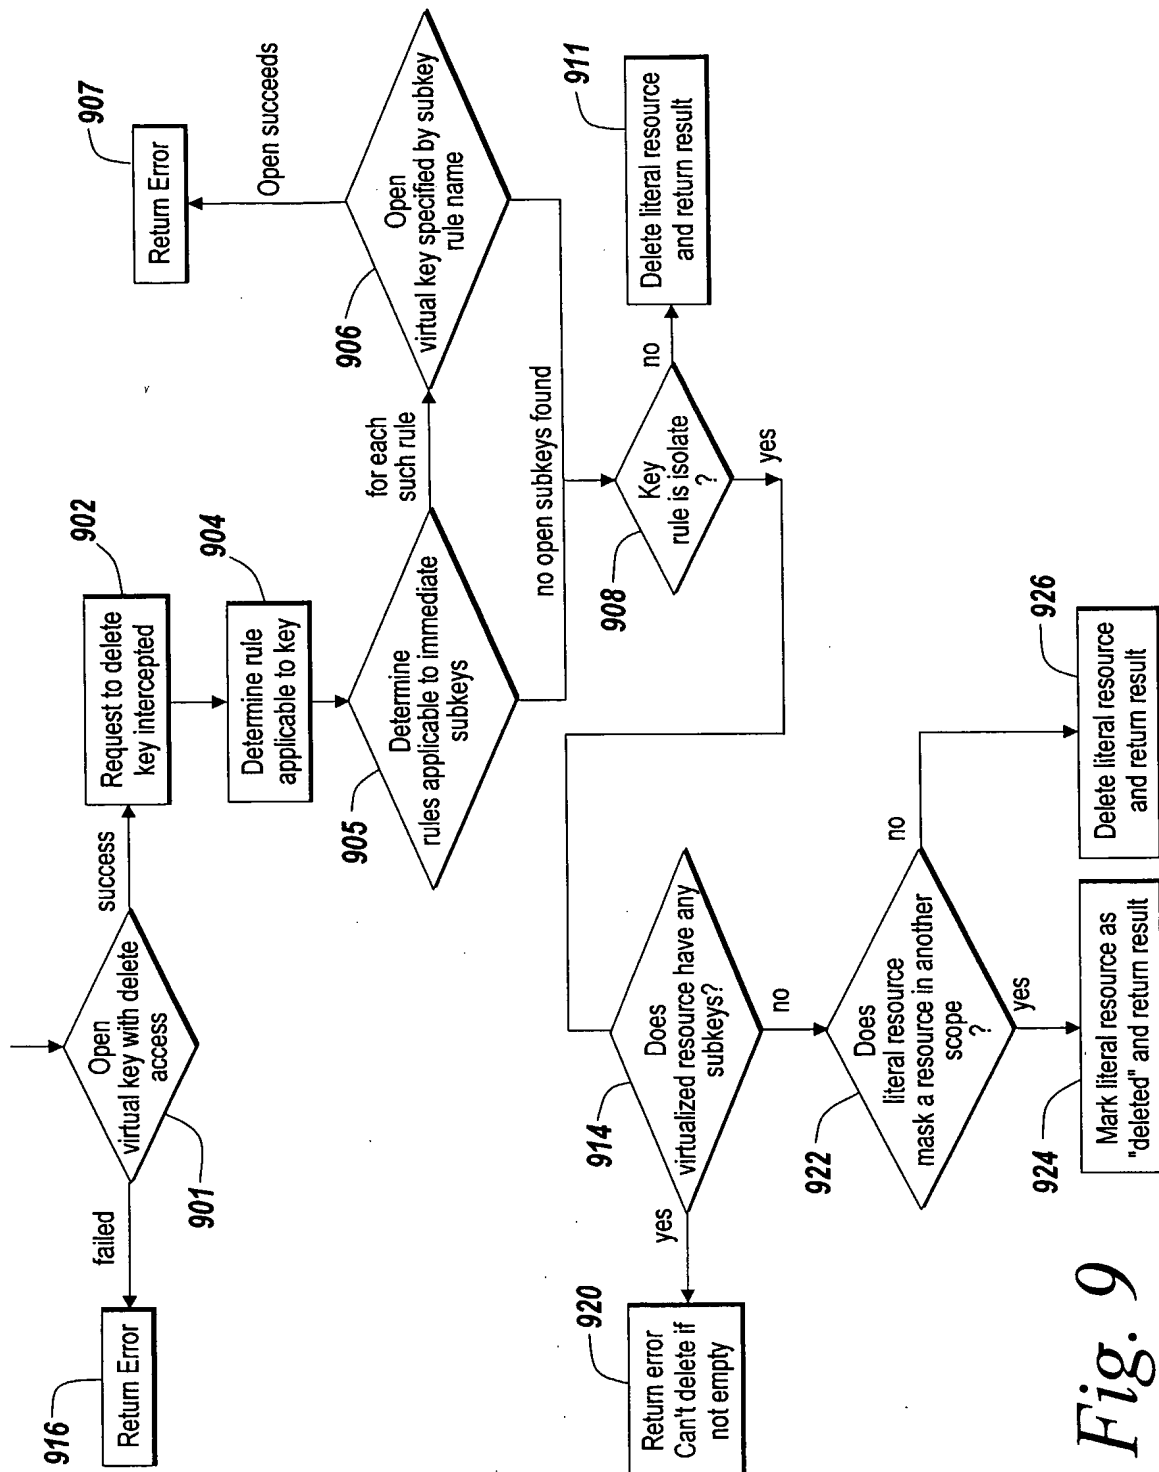 Open
virtual key with delete
access
901
failed
916
Return Error
success
902
Request to delete
key intercepted
904
Determine rule
applicable to key
905
Determine
rules applicable to immediate
subkeys
for each
such rule
906
Open
virtual key specified by subkey
rule name
Open succeeds
907
Return Error
no open subkeys found
908
Key
rule is isolate
?
no
911
Delete literal resource
and return result
yes
914
Does
virtualized resource have any
subkeys?
yes
920
Return error
Can't delete if
not empty
no
922
Does
literal resource
mask a resource in another
scope
?
yes
924
Mark literal resource as
"deleted" and return result
no
926
Delete literal resource
and return result
Fig. 9